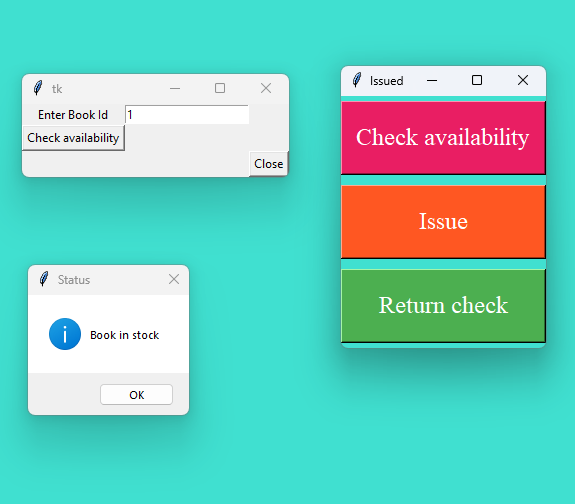 tk
Enter Book Id 1
Check availability
Close
Status
Book in stock
OK
Issued
Check availability
Issue
Return check